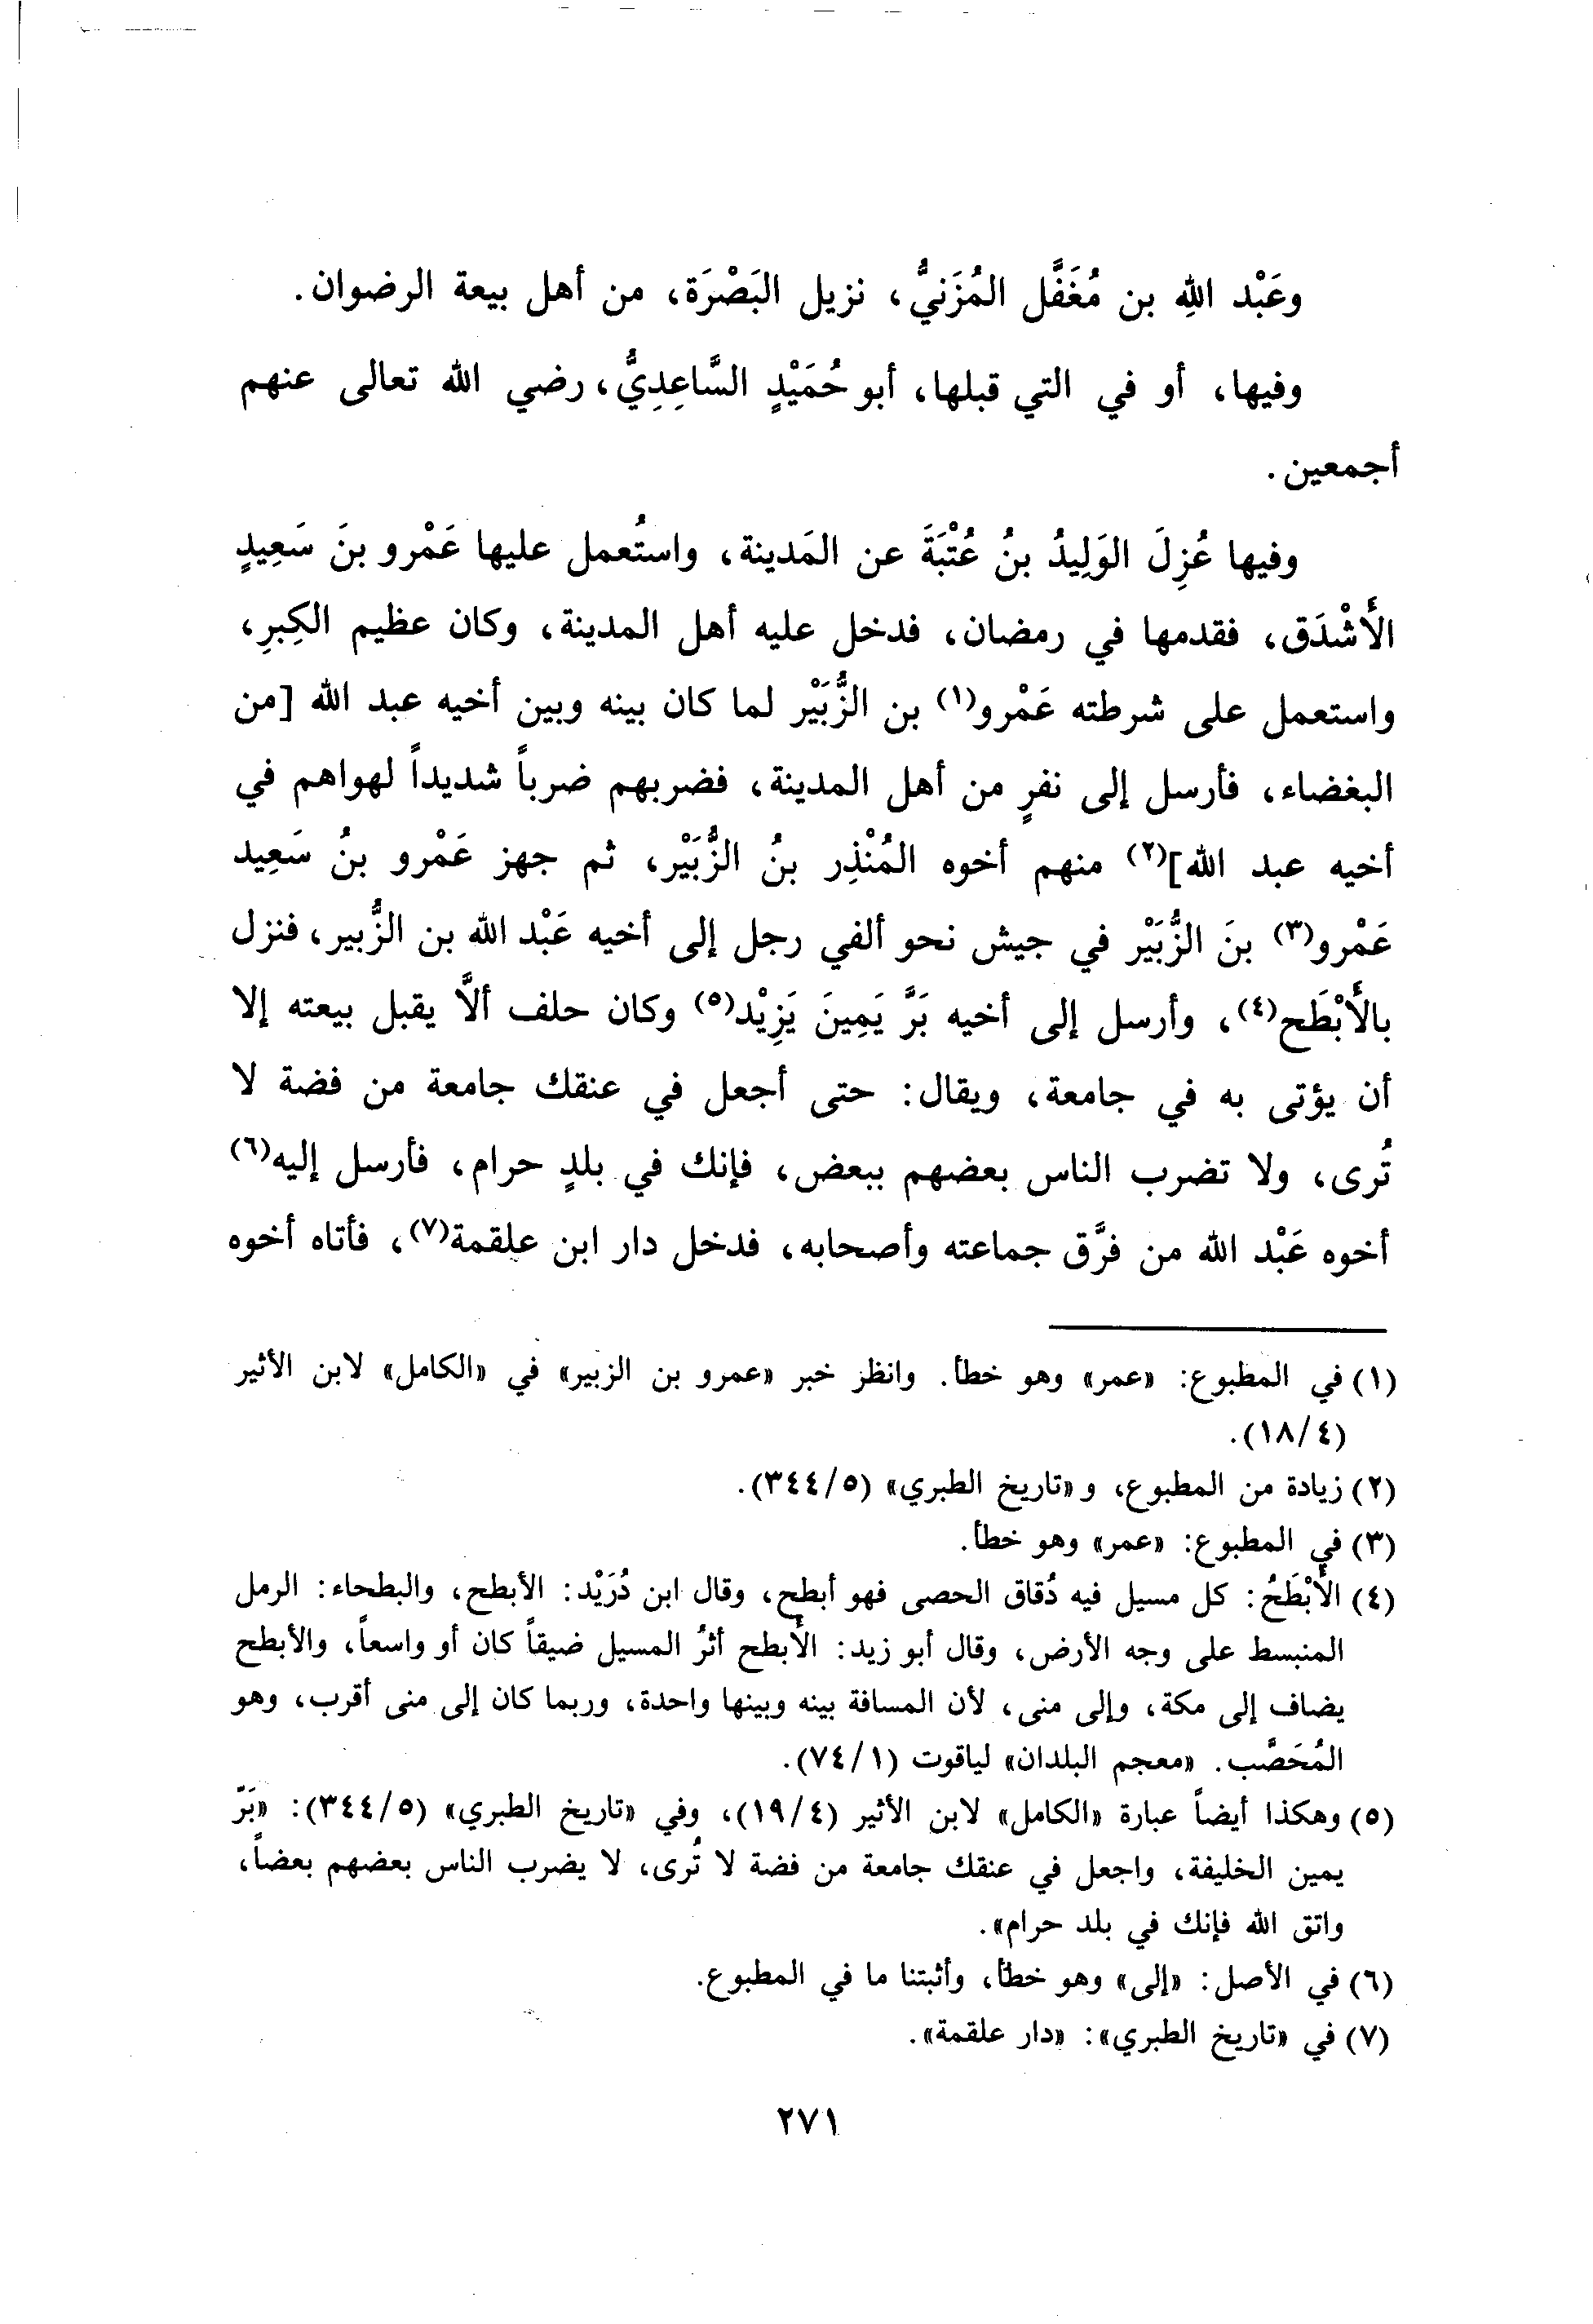 وعَبْد اللهِ بن مُغَفَّل المُزَنيُّ، نزيل البَصْرَة، من أهل بيعة الرضوان.
وفيها، أو في التي قبلها، أبو حُمَيْدٍ السَّاعِدِيُّ، رضي الله تعالى عنهم
أجمعين.
وفيها عُزِلَ الوَلِيدُ بنُ عُتْبَةَ عن المَدينة، واستُعمل عليها عَمْرو بنَ سَعِيدٍ
الأَشْدَق، فقدمها في رمضان، فدخل عليه أهل المدينة، وكان عظيم الكِبرِ،
واستعمل على شرطته عَمْرو(١) بن الزُّبَيْر لما كان بينه وبين أخيه عبد الله [من
البغضاء، فأرسل إلى نفرٍ من أهل المدينة، فضربهم ضرباً شديداً لهواهم في
أخيه عبد الله](٢) منهم أخوه المُنْذِر بنُ الزُّبَيْر، ثم جهز عَمْرو بنُ سَعِيد
عَمْرو(٣) بنَ الزُّبَيْر في جيش نحو ألفي رجل إلى أخيه عَبْد الله بن الزُّبير، فنزل
بالأَبْطَح(٤)، وأرسل إلى أخيه بَرَّ يَمِينَ يَزِيْد(٥) وكان حلف ألاَّ يقبل بيعته إلا
أن يؤتى به في جامعة، ويقال: حتى أجعل في عنقك جامعة من فضة لا
تُرى، ولا تضرب الناس بعضهم ببعض، فإنك في بلدٍ حرام، فأرسل إليه(٦)
أخوه عَبْد الله من فرَّق جماعته وأصحابه، فدخل دار ابن علقمة(٧)، فأتاه أخوه
(١) في المطبوع: «عمر» وهو خطأ. وانظر خبر «عمرو بن الزبير» في «الكامل» لابن الأثير
(١٨/٤).
(٢) زيادة من المطبوع، و «تاريخ الطبري» (٣٤٤/٥).
(٣) في المطبوع: «عمر» وهو خطأ.
(٤) الأَبْطَحُ: كل مسيل فيه دُقاق الحصى فهو أبطح، وقال ابن دُرَيْد: الأبطح، والبطحاء: الرمل
المنبسط على وجه الأرض، وقال أبو زيد: الأبطح أثرُ المسيل ضيقاً كان أو واسعاً، والأبطح
يضاف إلى مكة، وإلى منى، لأن المسافة بينه وبينها واحدة، وربما كان إلى منى أقرب، وهو
المُحَصَّب. «معجم البلدان» لياقوت (٧٤/١).
(٥) وهكذا أيضاً عبارة «الكامل» لابن الأثير (١٩/٤)، وفي «تاريخ الطبري» (٣٤٤/٥): «بَرّ
يمين الخليفة، واجعل في عنقك جامعة من فضة لا تُرى، لا يضرب الناس بعضهم بعضاً،
واتق الله فإنك في بلد حرام».
(٦) في الأصل: «إلى» وهو خطأ، وأثبتنا ما في المطبوع.
(٧) في «تاريخ الطبري»: «دار علقمة».
٢٧١